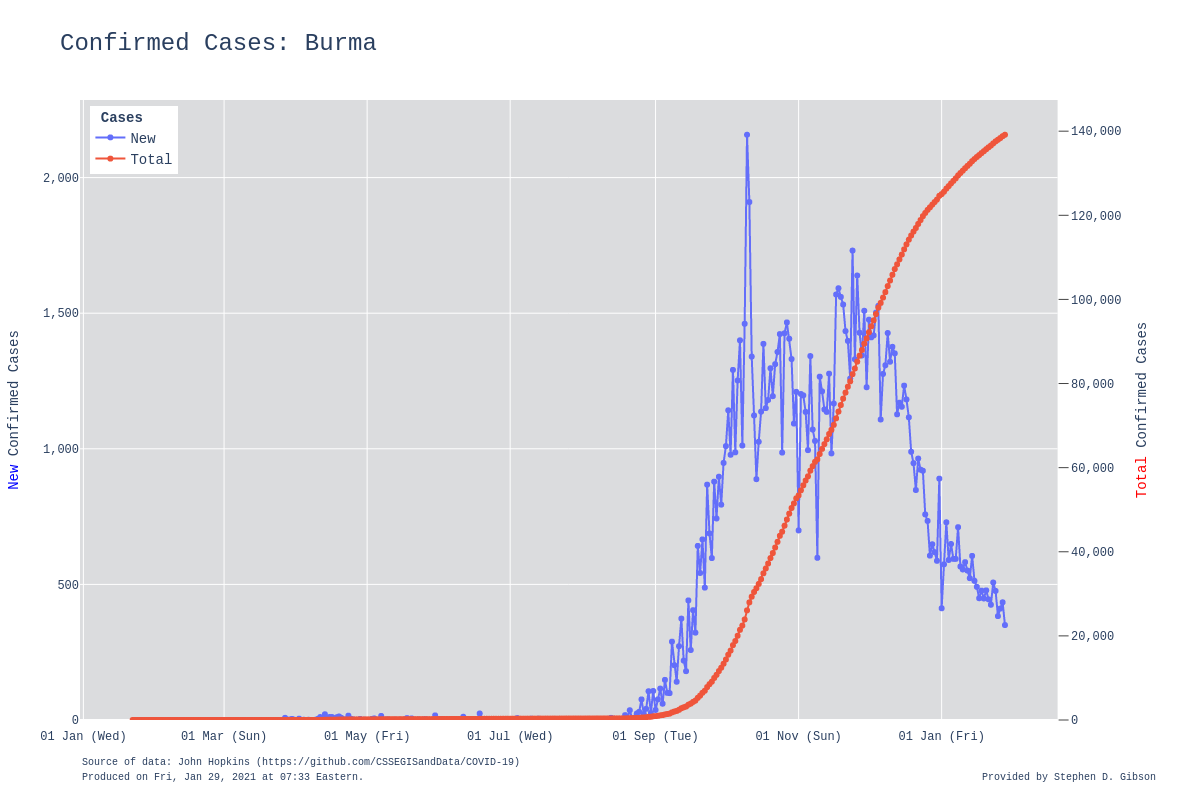 Confirmed Cases: Burma
Cases
New
Total
2,000
1,500
1,000
500
0
140,000
120,000
100,000
80,000
60,000
40,000
20,000
0
New Confirmed Cases
Total Confirmed Cases
01 Jan (Wed) 01 Mar (Sun) 01 May (Fri) 01 Jul (Wed) 01 Sep (Tue) 01 Nov (Sun) 01 Jan (Fri)
Source of data: John Hopkins (https://github.com/CSSEGISandData/COVID-19)
Produced on Fri, Jan 29, 2021 at 07:33 Eastern.
Provided by Stephen D. Gibson